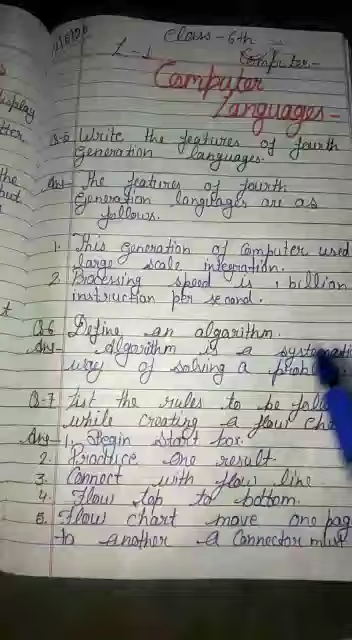 Class - 6th
L-1 Computer-
Computer
Languages-
Q-5 Write the features of fourth
Generation languages.
Ans- The features of fourth
Generation languages are as
follows.
1. This generation of computer used
large scale integration.
2. Processing speed is 1 billion
instruction per second.
Q-6 Define an algorithm.
Ans- Algorithm is a systematic
way of solving a
Q-7 List the rules to be
while creating a flow
Ans- 1. Begin Start box.
2. one result.
3. Connect with flow line.
4. Flow top to bottom.
5. Flow chart move one pag
to another a Connector must
splay
tter
the
but